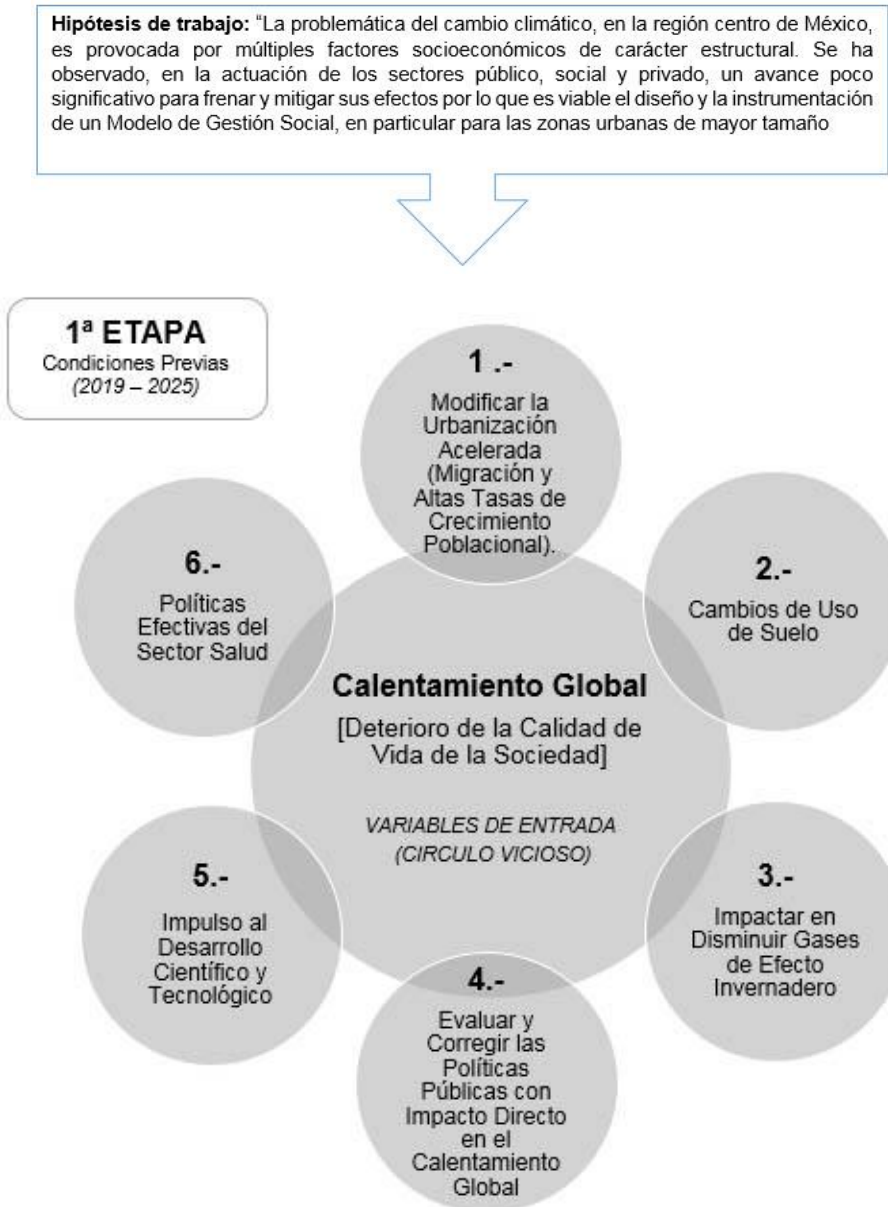 Hipótesis de trabajo: “La problemática del cambio climático, en la región centro de México,
es provocada por múltiples factores socioeconómicos de carácter estructural. Se ha
observado, en la actuación de los sectores público, social y privado, un avance poco
significativo para frenar y mitigar sus efectos por lo que es viable el diseño y la instrumentación
de un Modelo de Gestión Social, en particular para las zonas urbanas de mayor tamaño
1ª ETAPA
Condiciones Previas
(2019 – 2025)
1 .-
Modificar la
Urbanización
Acelerada
(Migración y
Altas Tasas de
Crecimiento
Poblacional).
2.-
Cambios de Uso
de Suelo
3.-
Impactar en
Disminuir Gases
de Efecto
Invernadero
4.-
Evaluar y
Corregir las
Políticas
Públicas con
Impacto Directo
en el
Calentamiento
Global
5.-
Impulso al
Desarrollo
Científico y
Tecnológico
6.-
Políticas
Efectivas del
Sector Salud
Calentamiento Global
[Deterioro de la Calidad de
Vida de la Sociedad]
VARIABLES DE ENTRADA
(CIRCULO VICIOSO)